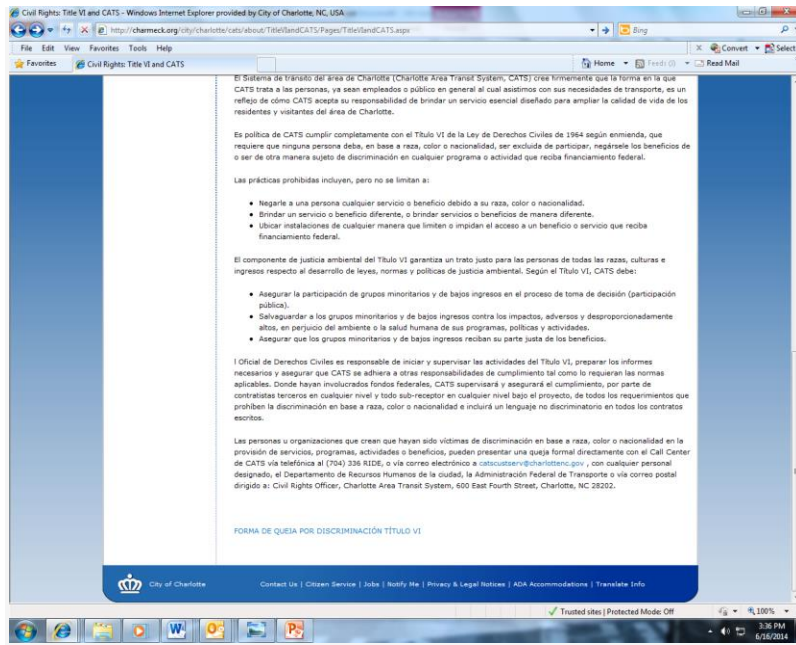 Civil Rights: Title VI and CATS - Windows Internet Explorer provided by City of Charlotte, NC, USA
http://charmeck.org/city/charlotte/cats/about/TitleVIandCATS/Pages/TitleVIandCATS.aspx
Bing
File Edit View Favorites Tools Help
Convert
Select
Favorites
Civil Rights: Title VI and CATS
Home
Feeds (0)
Read Mail
El Sistema de tránsito del área de Charlotte (Charlotte Area Transit System, CATS) cree firmemente que la forma en la que
CATS trata a las personas, ya sean empleados o público en general al cual asistimos con sus necesidades de transporte, es un
reflejo de cómo CATS acepta su responsabilidad de brindar un servicio esencial diseñado para ampliar la calidad de vida de los
residentes y visitantes del área de Charlotte.
Es política de CATS cumplir completamente con el Título VI de la Ley de Derechos Civiles de 1964 según enmienda, que
requiere que ninguna persona deba, en base a raza, color o nacionalidad, ser excluida de participar, negársele los beneficios de
o ser de otra manera sujeto de discriminación en cualquier programa o actividad que reciba financiamiento federal.
Las prácticas prohibidas incluyen, pero no se limitan a:
• Negarle a una persona cualquier servicio o beneficio debido a su raza, color o nacionalidad.
• Brindar un servicio o beneficio diferente, o brindar servicios o beneficios de manera diferente.
• Ubicar instalaciones de cualquier manera que limiten o impidan el acceso a un beneficio o servicio que reciba
financiamiento federal.
El componente de justicia ambiental del Título VI garantiza un trato justo para las personas de todas las razas, culturas e
ingresos respecto al desarrollo de leyes, normas y políticas de justicia ambiental. Según el Título VI, CATS debe:
• Asegurar la participación de grupos minoritarios y de bajos ingresos en el proceso de toma de decisión (participación
pública).
• Salvaguardar a los grupos minoritarios y de bajos ingresos contra los impactos, adversos y desproporcionadamente
altos, en perjuicio del ambiente o la salud humana de sus programas, políticas y actividades.
• Asegurar que los grupos minoritarios y de bajos ingresos reciban su parte justa de los beneficios.
l Oficial de Derechos Civiles es responsable de iniciar y supervisar las actividades del Título VI, preparar los informes
necesarios y asegurar que CATS se adhiera a otras responsabilidades de cumplimiento tal como lo requieran las normas
aplicables. Donde hayan involucrados fondos federales, CATS supervisará y asegurará el cumplimiento, por parte de
contratistas terceros en cualquier nivel y todo sub-receptor en cualquier nivel bajo el proyecto, de todos los requerimientos que
prohíben la discriminación en base a raza, color o nacionalidad e incluirá un lenguaje no discriminatorio en todos los contratos
escritos.
Las personas u organizaciones que crean que hayan sido víctimas de discriminación en base a raza, color o nacionalidad en la
provisión de servicios, programas, actividades o beneficios, pueden presentar una queja formal directamente con el Call Center
de CATS vía telefónica al (704) 336 RIDE, o vía correo electrónico a catscustserv@charlottenc.gov , con cualquier personal
designado, el Departamento de Recursos Humanos de la ciudad, la Administración Federal de Transporte o vía correo postal
dirigido a: Civil Rights Officer, Charlotte Area Transit System, 600 East Fourth Street, Charlotte, NC 28202.
FORMA DE QUEJA POR DISCRIMINACIÓN TÍTULO VI
City of Charlotte
Contact Us | Citizen Service | Jobs | Notify Me | Privacy & Legal Notices | ADA Accommodations | Translate Info
Trusted sites | Protected Mode: Off
100%
3:36 PM
6/16/2014